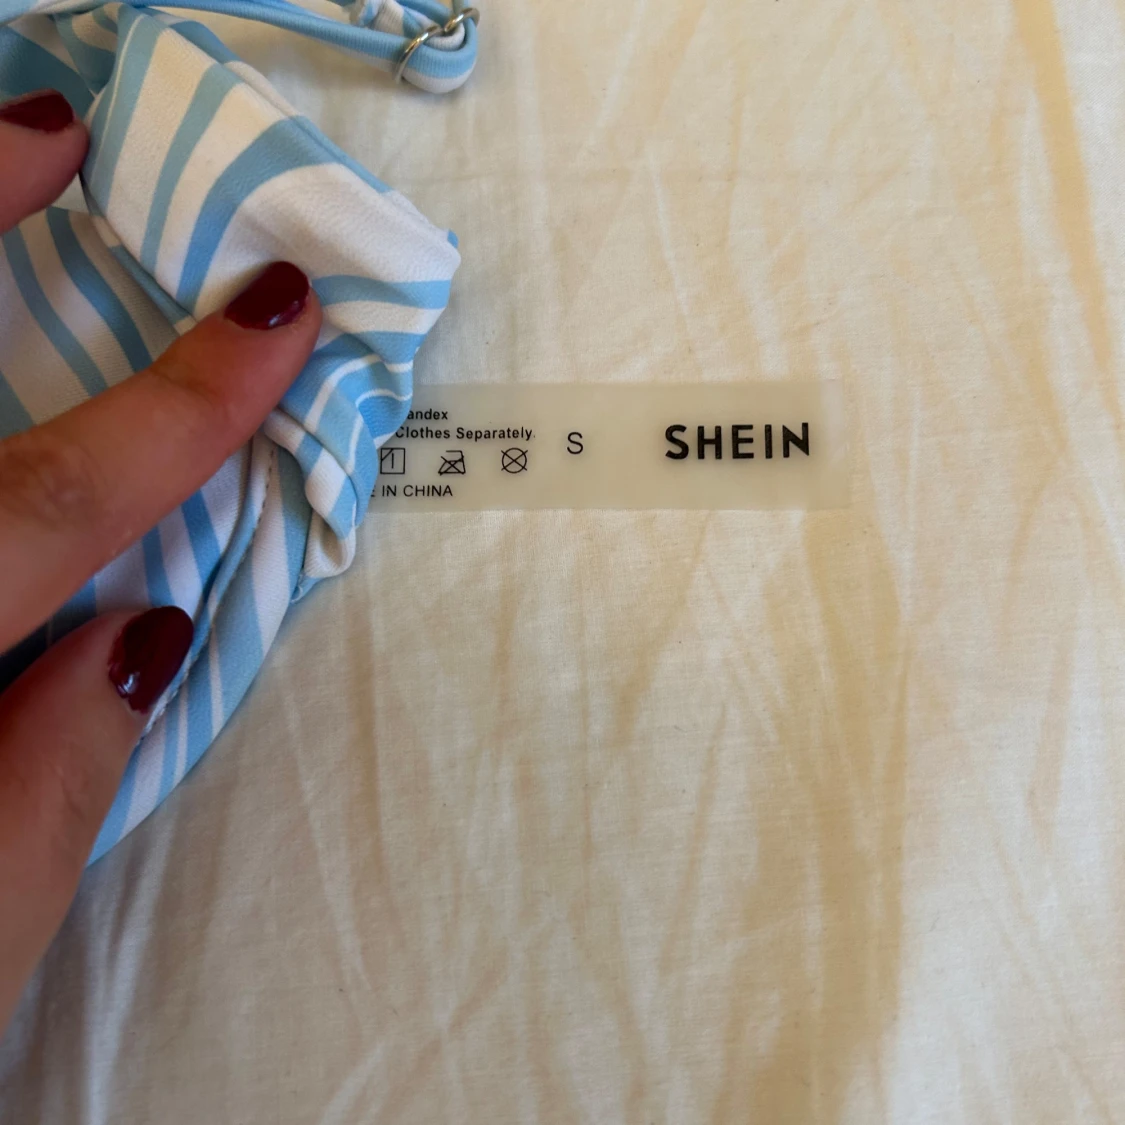 andex
Clothes Separately.
S
SHEIN
E IN CHINA